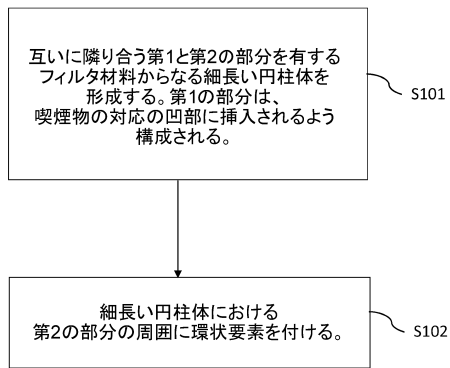 互いに隣り合う第1と第2の部分を有する
フィルタ材料からなる細長い円柱体を
形成する。第1の部分は、
喫煙物の対応の凹部に挿入されるよう
構成される。
S101
細長い円柱体における
第2の部分の周囲に環状要素を付ける。
S102